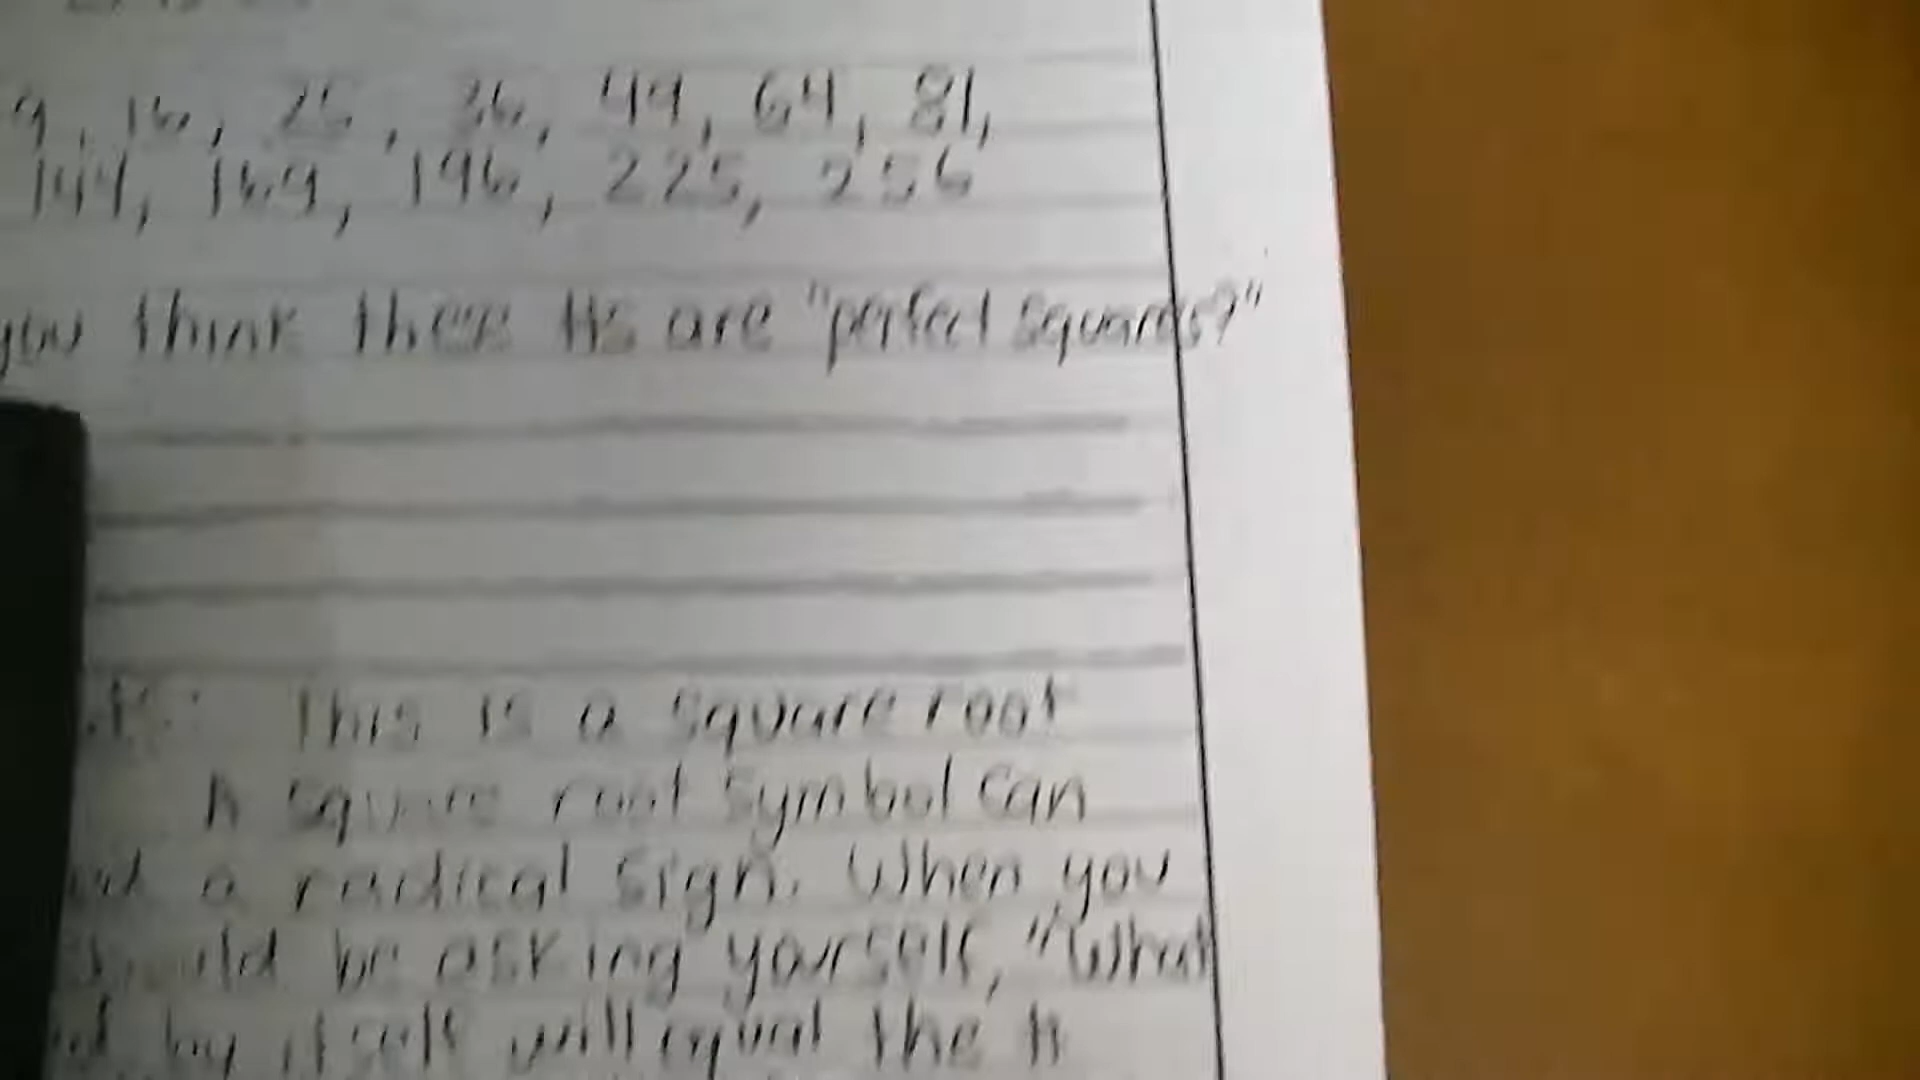 9, 16, 25, 36, 49, 64, 81,
144, 169, 196, 225, 256
you think these #s are "perfect squares?"
This is a square root
A square root symbol can
a radical sign. When you
should be asking yourself, "What
by itself will equal the #